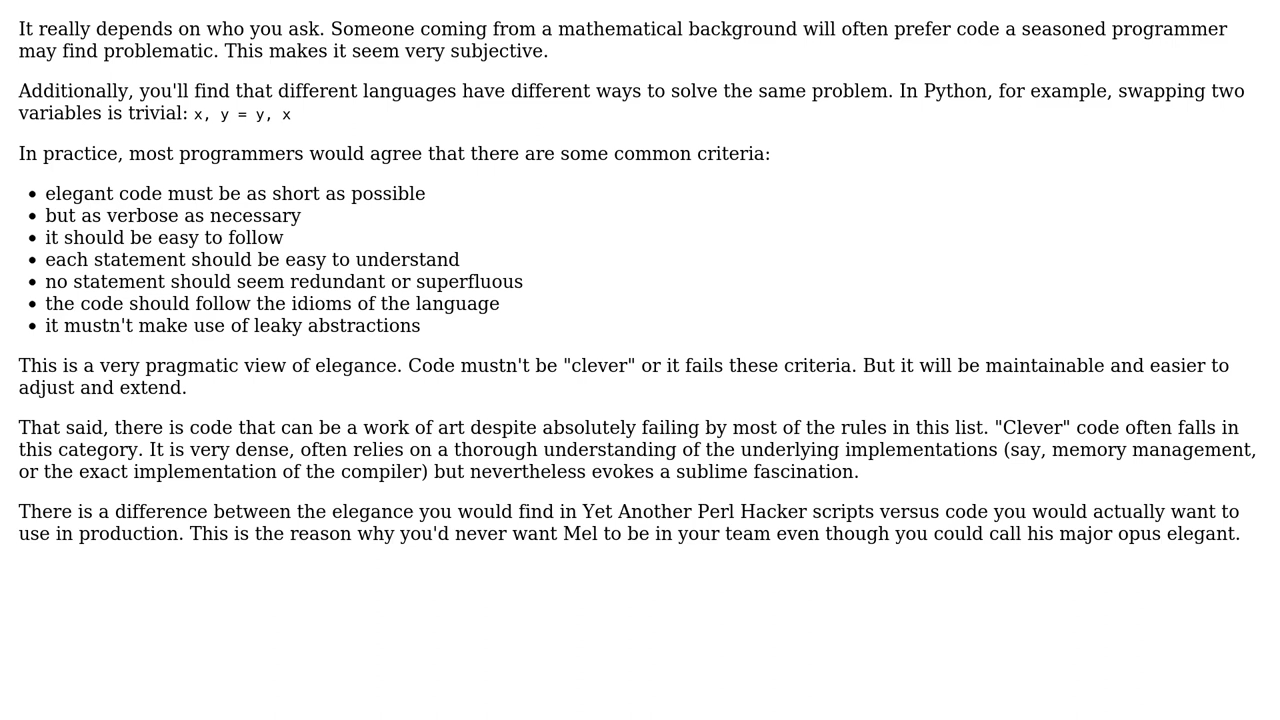 It really depends on who you ask. Someone coming from a mathematical background will often prefer code a seasoned programmer
may find problematic. This makes it seem very subjective.
Additionally, you'll find that different languages have different ways to solve the same problem. In Python, for example, swapping two
variables is trivial: x, y = y, x
In practice, most programmers would agree that there are some common criteria:
• elegant code must be as short as possible
• but as verbose as necessary
• it should be easy to follow
• each statement should be easy to understand
• no statement should seem redundant or superfluous
• the code should follow the idioms of the language
• it mustn't make use of leaky abstractions
This is a very pragmatic view of elegance. Code mustn't be "clever" or it fails these criteria. But it will be maintainable and easier to
adjust and extend.
That said, there is code that can be a work of art despite absolutely failing by most of the rules in this list. "Clever" code often falls in
this category. It is very dense, often relies on a thorough understanding of the underlying implementations (say, memory management,
or the exact implementation of the compiler) but nevertheless evokes a sublime fascination.
There is a difference between the elegance you would find in Yet Another Perl Hacker scripts versus code you would actually want to
use in production. This is the reason why you'd never want Mel to be in your team even though you could call his major opus elegant.